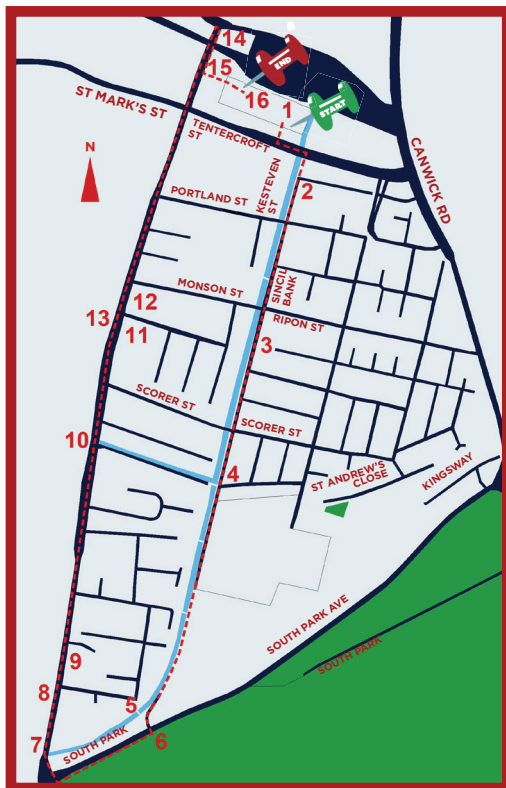 14
END
15
16
1
START
ST MARK'S ST
TENTERCROFT
ST
CANWICK RD
N
KESTEVEN
ST
2
PORTLAND ST
SINCIL
BANK
MONSON ST
12
13
11
RIPON ST
3
SCORER ST
SCORER ST
10
4
ST ANDREW'S
CLOSE
KINGSWAY
SOUTH PARK AVE
SOUTH PARK
9
8
5
6
7
SOUTH PARK